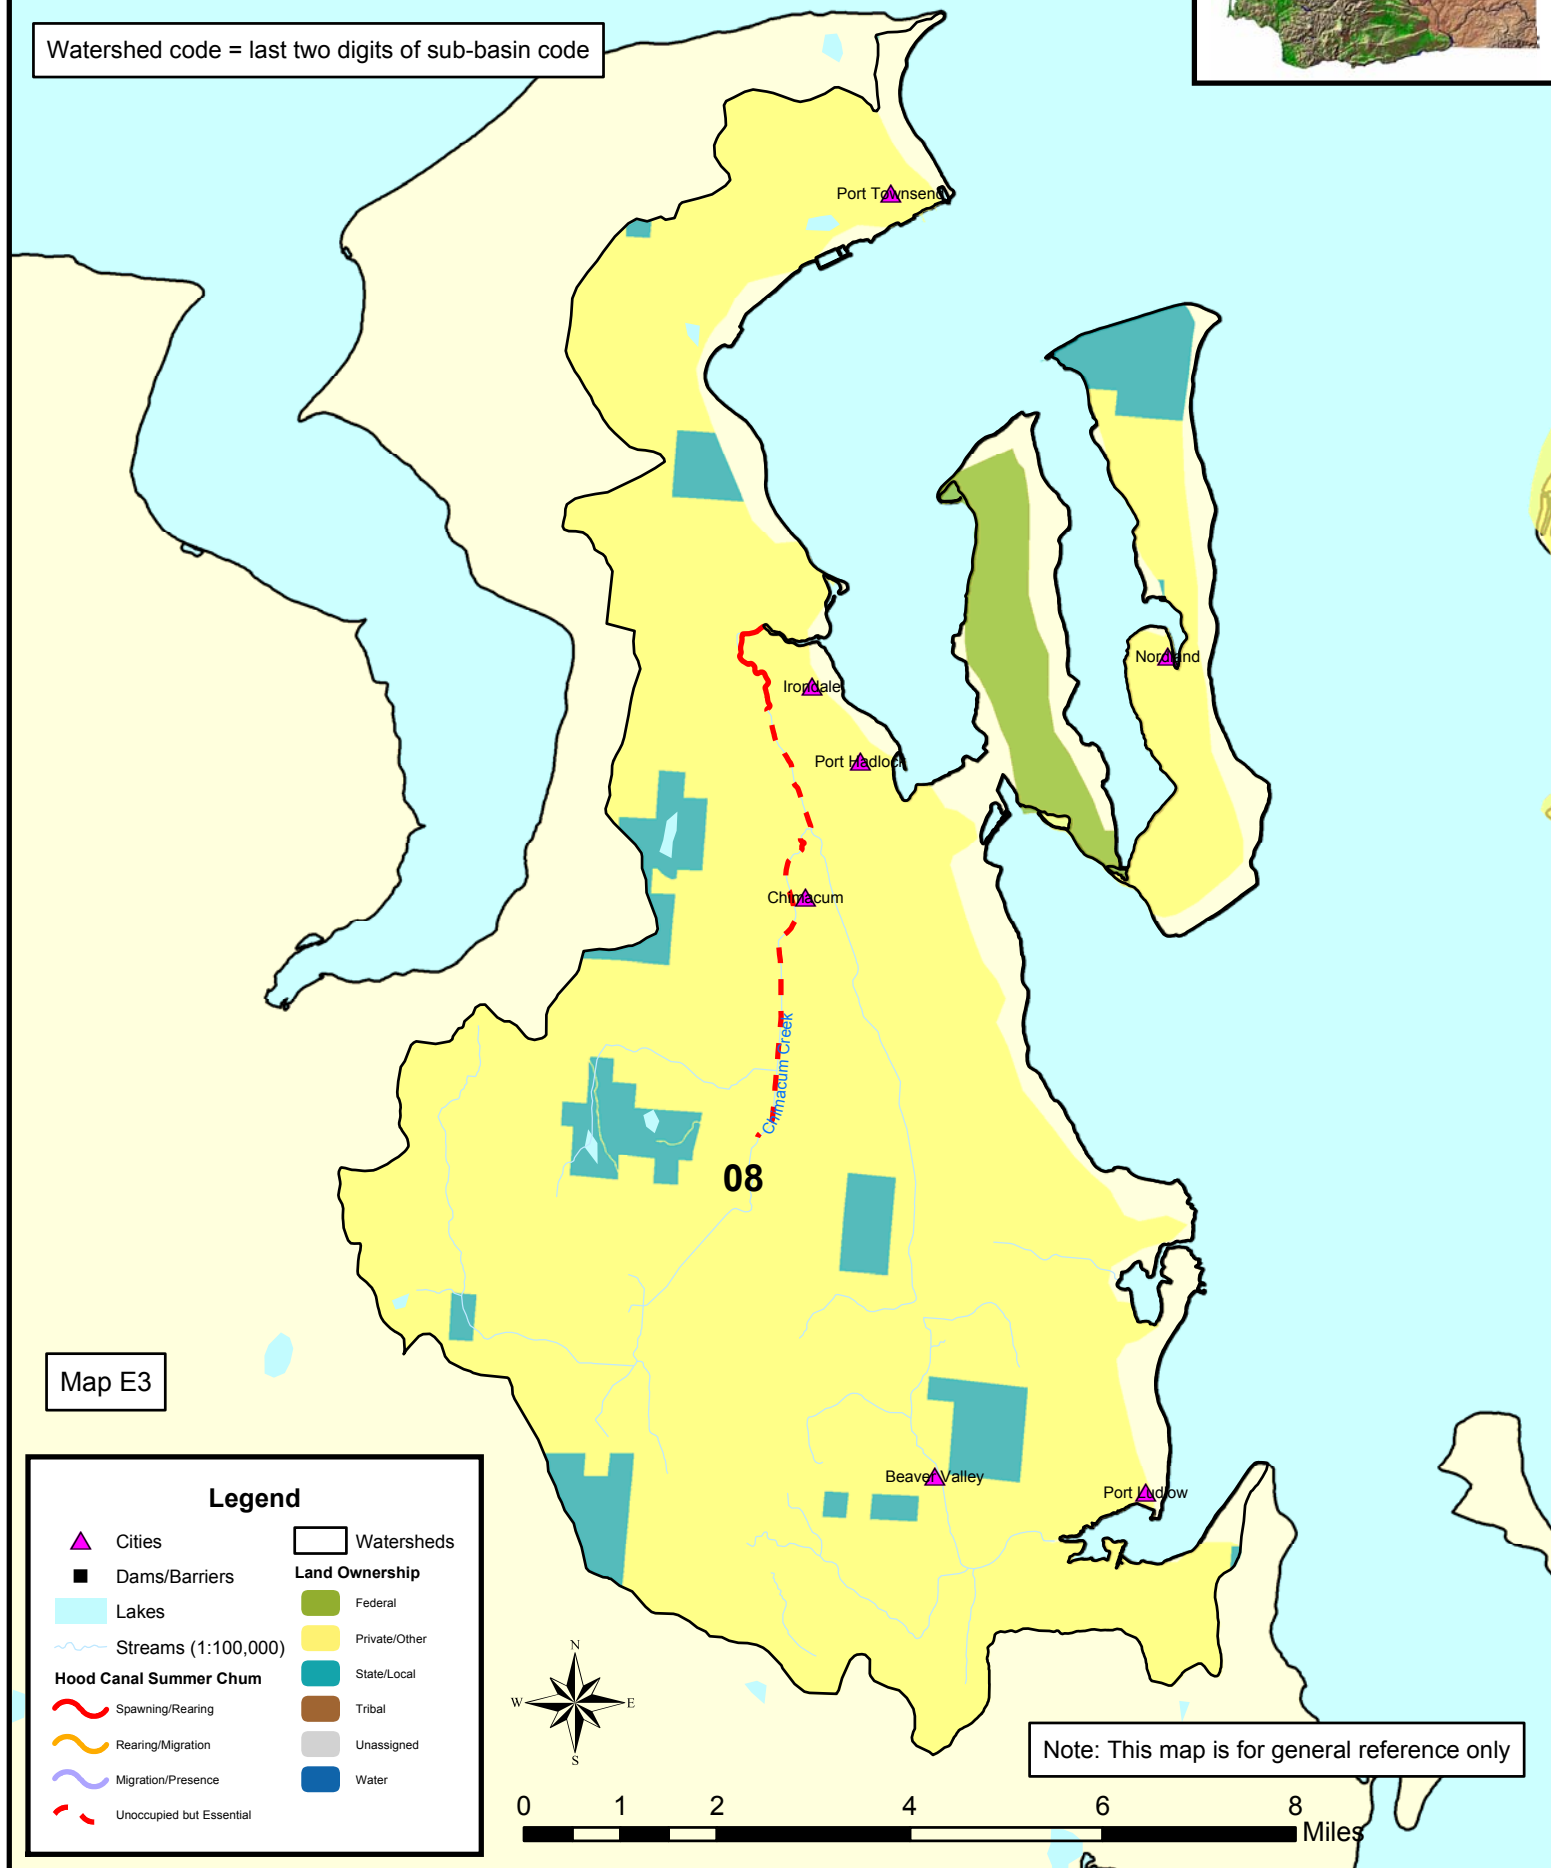 Watershed code = last two digits of sub-basin code
Port Townsend
Nordland
Irondale
Port Hadlock
Chimacum
Chimacum Creek
08
Map E3
Beaver Valley
Port Ludlow
Legend
Cities
Dams/Barriers
Lakes
Streams (1:100,000)
Hood Canal Summer Chum
Spawning/Rearing
Rearing/Migration
Migration/Presence
Unoccupied but Essential
Watersheds
Land Ownership
Federal
Private/Other
State/Local
Tribal
Unassigned
Water
N
W E
S
Note: This map is for general reference only
0 1 2 4 6 8
Miles